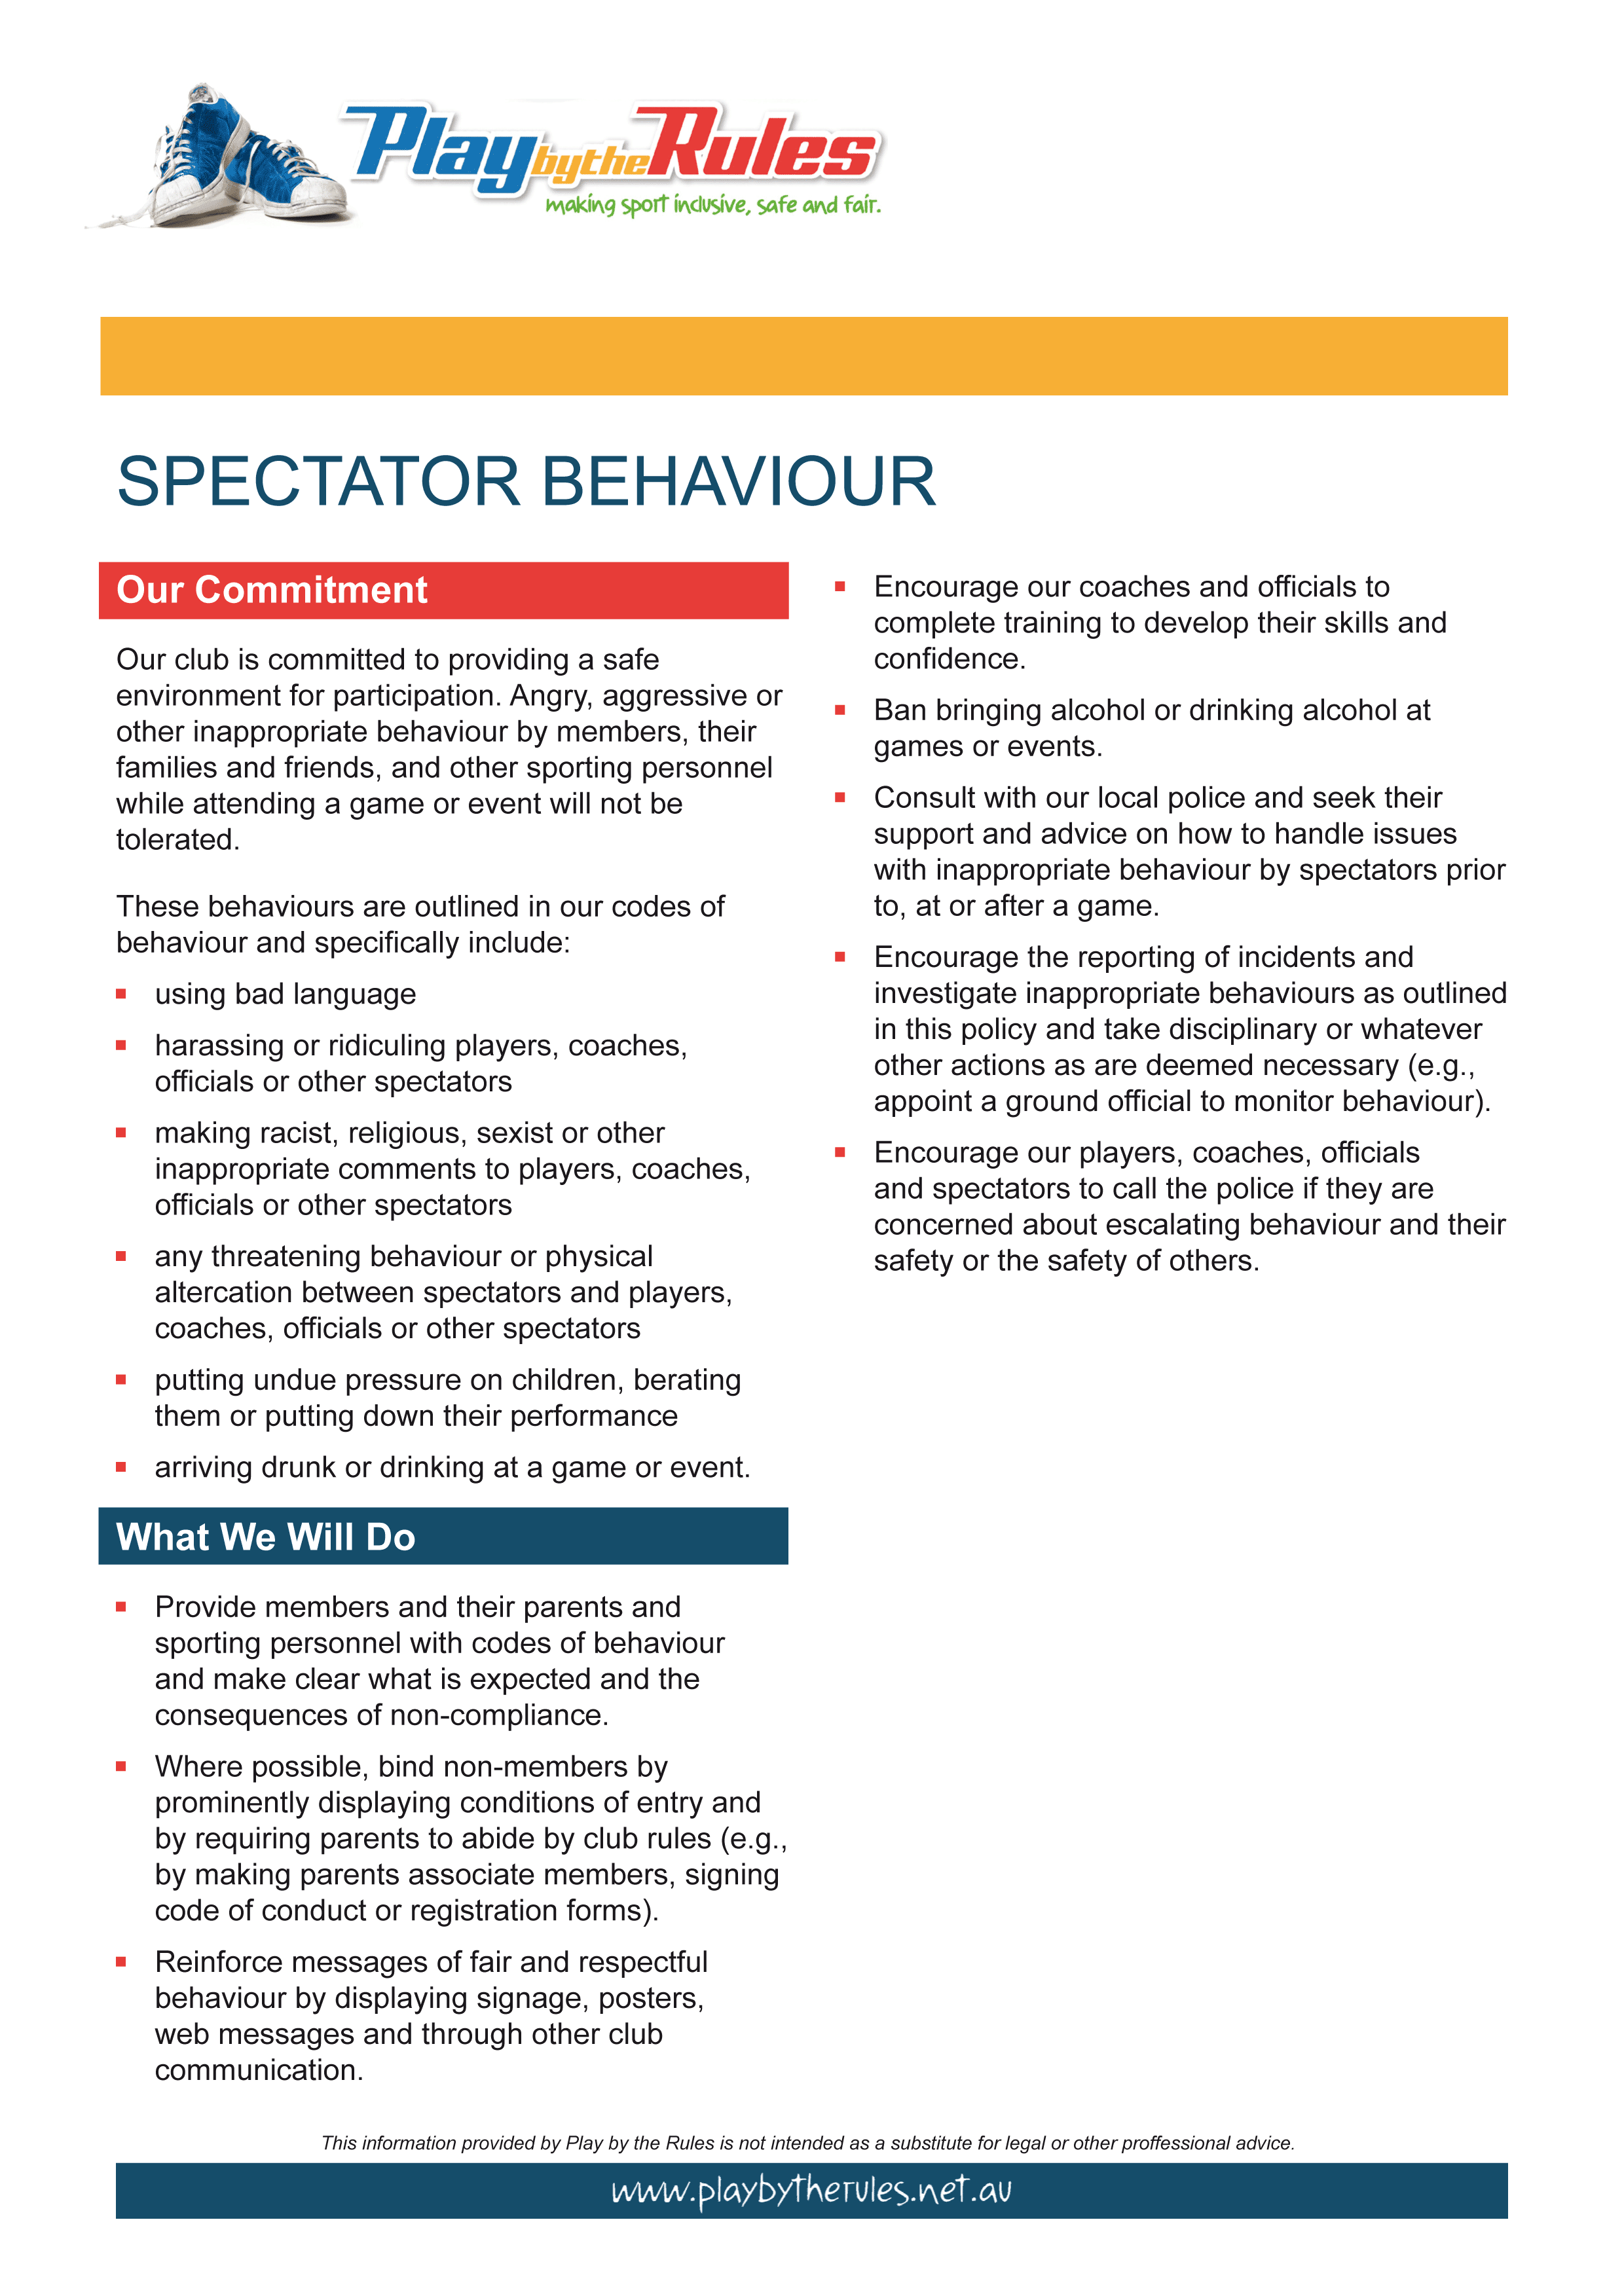 Play by the Rules
making sport inclusive, safe and fair.
SPECTATOR BEHAVIOUR
Our Commitment
Our club is committed to providing a safe
environment for participation. Angry, aggressive or
other inappropriate behaviour by members, their
families and friends, and other sporting personnel
while attending a game or event will not be
tolerated.
These behaviours are outlined in our codes of
behaviour and specifically include:
using bad language
harassing or ridiculing players, coaches,
officials or other spectators
making racist, religious, sexist or other
inappropriate comments to players, coaches,
officials or other spectators
any threatening behaviour or physical
altercation between spectators and players,
coaches, officials or other spectators
putting undue pressure on children, berating
them or putting down their performance
arriving drunk or drinking at a game or event.
What We Will Do
Provide members and their parents and
sporting personnel with codes of behaviour
and make clear what is expected and the
consequences of non-compliance.
Where possible, bind non-members by
prominently displaying conditions of entry and
by requiring parents to abide by club rules (e.g.,
by making parents associate members, signing
code of conduct or registration forms).
Reinforce messages of fair and respectful
behaviour by displaying signage, posters,
web messages and through other club
communication.
Encourage our coaches and officials to
complete training to develop their skills and
confidence.
Ban bringing alcohol or drinking alcohol at
games or events.
Consult with our local police and seek their
support and advice on how to handle issues
with inappropriate behaviour by spectators prior
to, at or after a game.
Encourage the reporting of incidents and
investigate inappropriate behaviours as outlined
in this policy and take disciplinary or whatever
other actions as are deemed necessary (e.g.,
appoint a ground official to monitor behaviour).
Encourage our players, coaches, officials
and spectators to call the police if they are
concerned about escalating behaviour and their
safety or the safety of others.
This information provided by Play by the Rules is not intended as a substitute for legal or other proffessional advice.
www.playbytherules.net.au